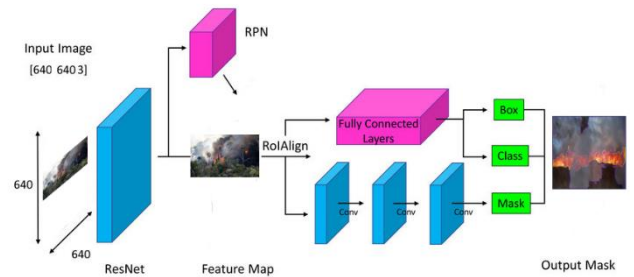 Input Image
[640 640 3]
RPN
640
640
ResNet
Feature Map
RoIAlign
Fully Connected
Layers
Conv
Conv
Conv
Box
Class
Mask
Output Mask